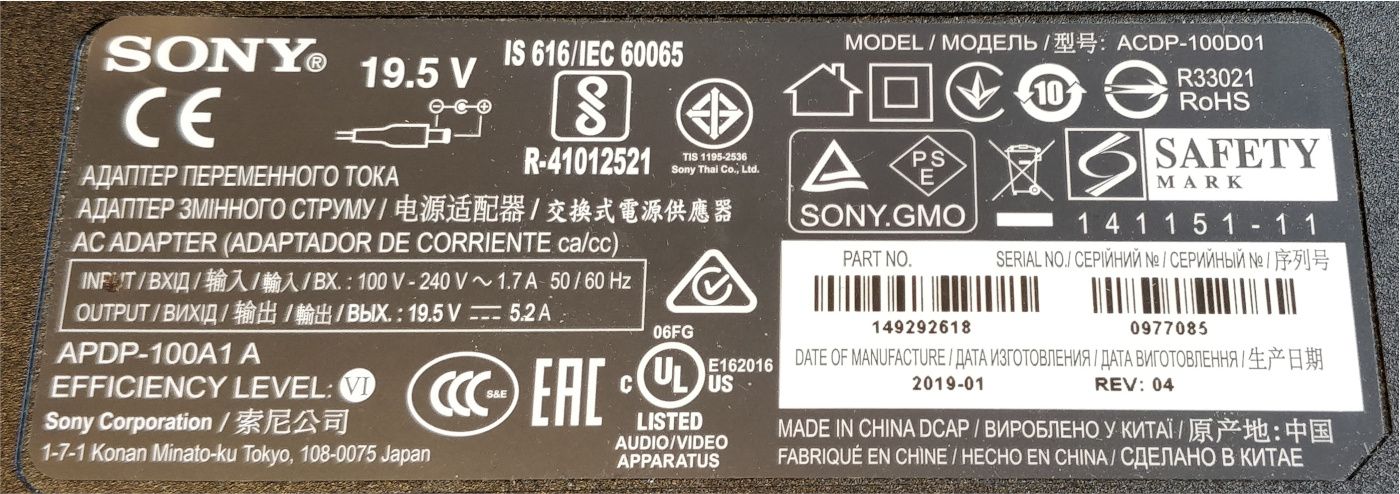 SONY®
19.5 V
IS 616/IEC 60065
R-41012521
TIS 1195-2536
Sony Thai Co., Ltd.
MODEL / МОДЕЛЬ / 型号: ACDP-100D01
10
R33021
RoHS
PSE
SONY.GMO
SAFETY
MARK
141151-11
CE
АДАПТЕР ПЕРЕМЕННОГО ТОКА
АДАПТЕР ЗМІННОГО СТРУМУ / 电源适配器 / 交換式電源供應器
AC ADAPTER (ADAPTADOR DE CORRIENTE ca/cc)
INPUT / ВХІД / 输入 / 輸入 / ВХ. : 100 V - 240 V ～ 1.7 A 50 / 60 Hz
OUTPUT / ВИХІД / 输出 / 輸出 / ВЫХ. : 19.5 V ⎓ 5.2 A
APDP-100A1 A
EFFICIENCY LEVEL: VI
Sony Corporation / 索尼公司
1-7-1 Konan Minato-ku Tokyo, 108-0075 Japan
CCC S&E
EAC
06FG
C UL US
E162016
LISTED
AUDIO/VIDEO
APPARATUS
PART NO.
149292618
SERIAL NO./ СЕРІЙНИЙ № / СЕРИЙНЫЙ № / 序列号
0977085
DATE OF MANUFACTURE / ДАТА ИЗГОТОВЛЕНИЯ / ДАТА ВИГОТОВЛЕННЯ / 生产日期
2019-01 REV: 04
MADE IN CHINA DCAP / ВИРОБЛЕНО У КИТАЇ / 原产地: 中国
FABRIQUÉ EN CHINE / HECHO EN CHINA / СДЕЛАНО В КИТАЕ